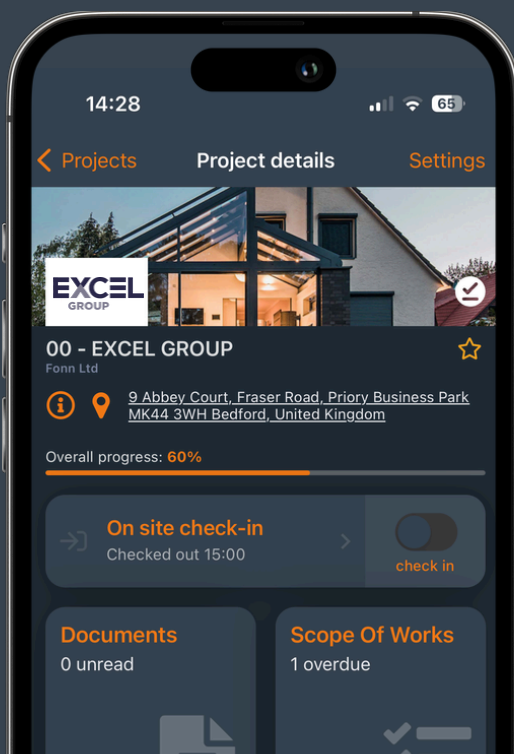 14:28
65
Projects
Project details
Settings
EXCEL
GROUP
00 - EXCEL GROUP
Fonn Ltd
9 Abbey Court, Fraser Road, Priory Business Park
MK44 3WH Bedford, United Kingdom
Overall progress: 60%
On site check-in
Checked out 15:00
check in
Documents
0 unread
Scope Of Works
1 overdue